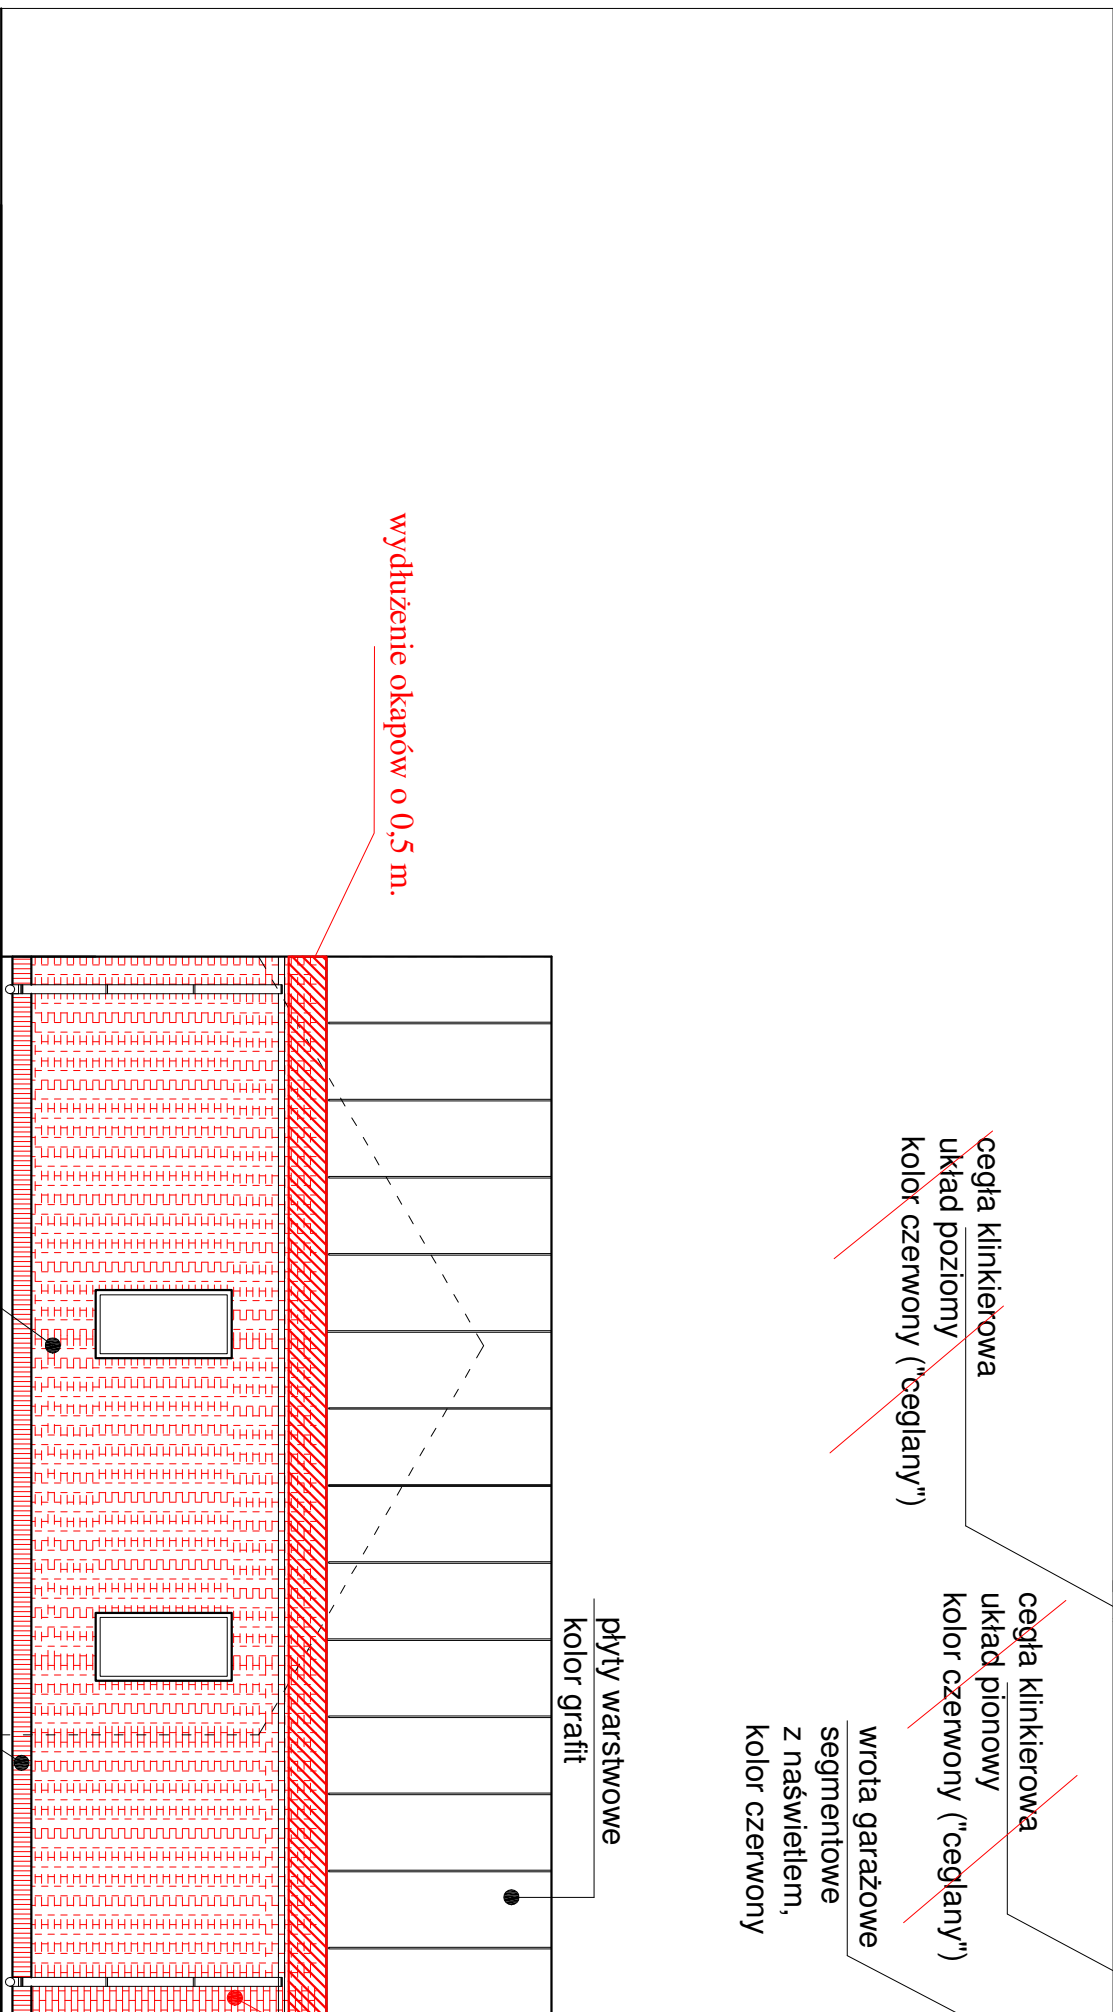 cegła klinkierowa
układ poziomy
kolor czerwony ("ceglany")
cegła klinkierowa
układ pionowy
kolor czerwony ("ceglany")
wrota garażowe
segmentowe
z naświetlem,
kolor czerwony
płyty warstwowe
kolor grafit
wydłużenie okapów o 0,5 m.